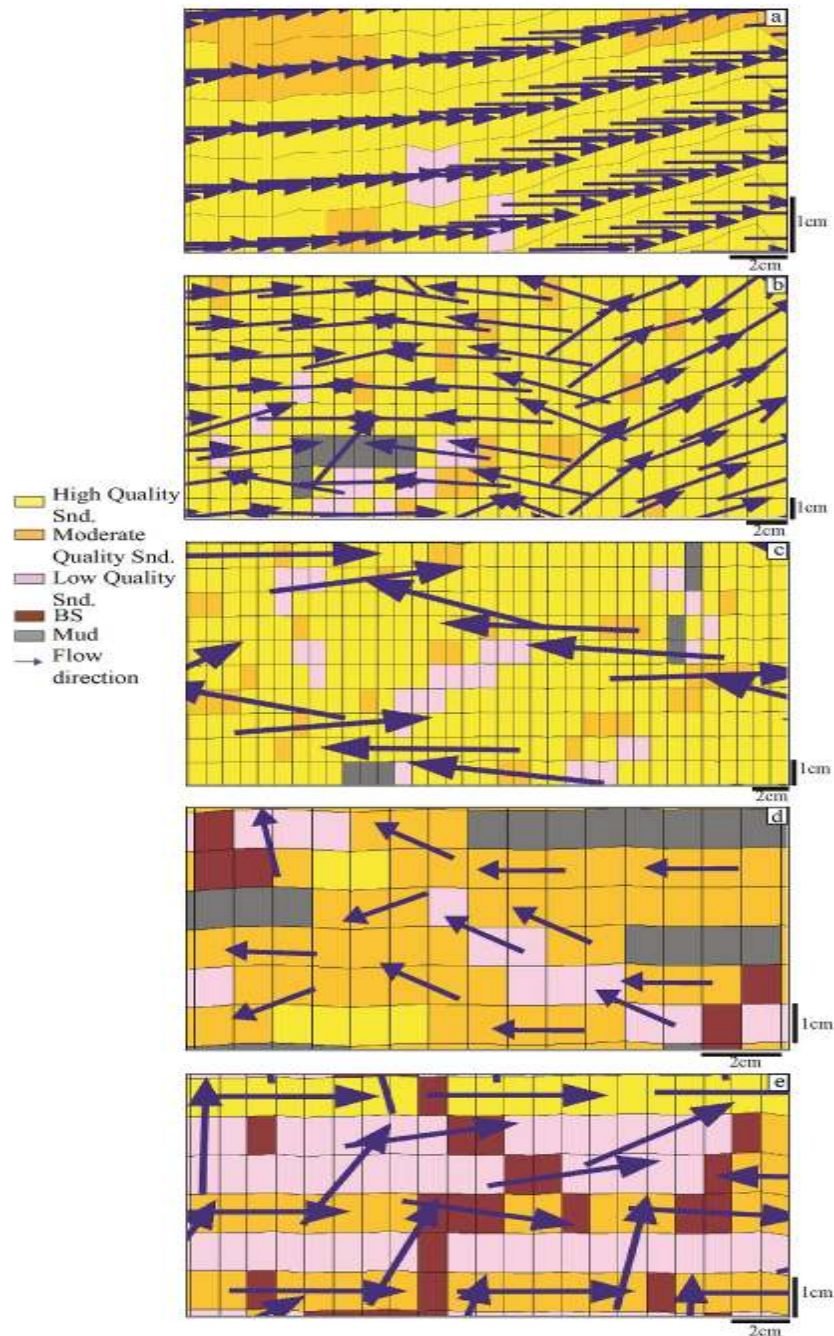 a
1cm
2cm
b
1cm
2cm
High Quality
Snd.
Moderate
Quality Snd.
Low Quality
Snd.
BS
Mud
Flow
direction
c
1cm
2cm
d
1cm
2cm
e
1cm
2cm